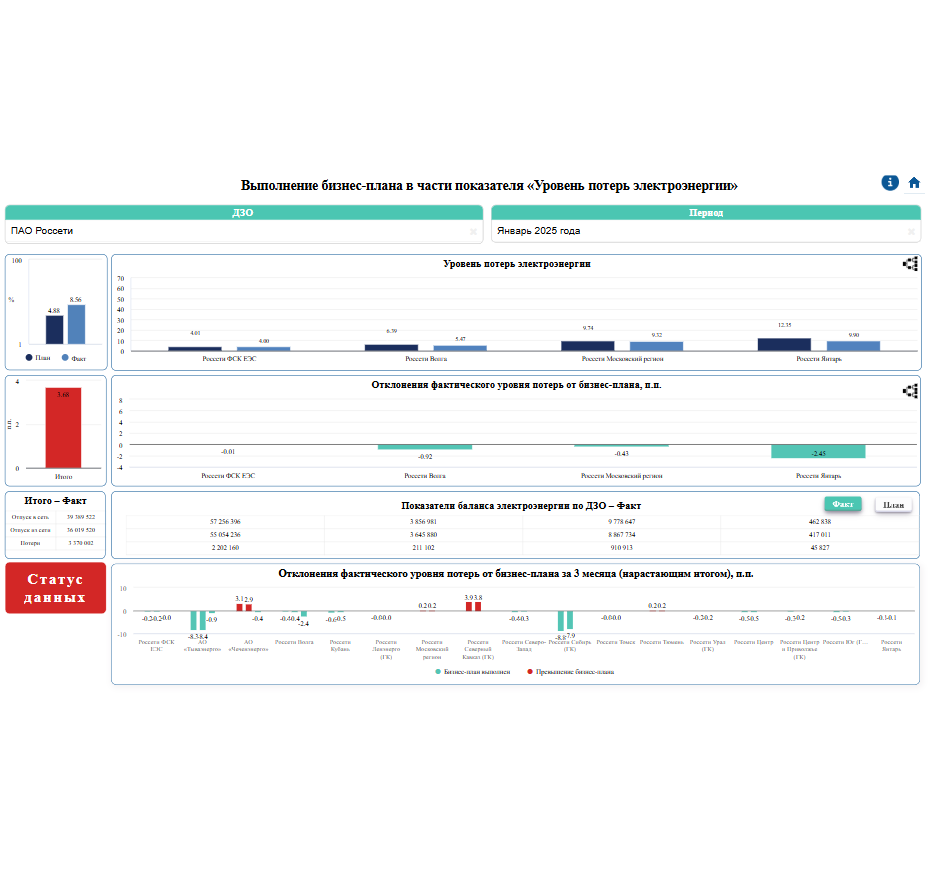 Выполнение бизнес-плана в части показателя «Уровень потерь электроэнергии»
ДЗО
Период
ПАО Россети
Январь 2025 года
100
%
1
4.88
8.56
План
Факт
Уровень потерь электроэнергии
70
60
50
40
30
20
10
0
4.01
4.00
6.39
5.47
9.74
9.32
12.35
9.90
Россети ФСК ЕЭС
Россети Волга
Россети Московский регион
Россети Янтарь
4
2
0
п.п.
3.68
Итого
Отклонения фактического уровня потерь от бизнес-плана, п.п.
8
6
4
2
0
-2
-4
-0.01
-0.92
-0.43
-2.45
Россети ФСК ЕЭС
Россети Волга
Россети Московский регион
Россети Янтарь
Итого – Факт
Отпуск в сеть 39 389 522
Отпуск из сети 36 019 520
Потери 3 370 002
Показатели баланса электроэнергии по ДЗО – Факт
Факт
План
57 256 396 3 856 981 9 778 647 462 838
55 054 236 3 645 880 8 867 734 417 011
2 202 160 211 102 910 913 45 827
Статус
данных
Отклонения фактического уровня потерь от бизнес-плана за 3 месяца (нарастающим итогом), п.п.
10
0
-10
-0.2 -0.2 -0.0
-8.3 -8.4 -0.9
3.1 2.9 -0.4
-0.4 -0.4 -2.4
-0.6 -0.5
-0.0 -0.0
0.2 0.2
3.9 3.8
-0.4 -0.3
-8.8 -7.9
-0.0 -0.0
0.2 0.2
-0.2 -0.2
-0.5 -0.5
-0.3 -0.2
-0.5 -0.3
-0.1 -0.1
Россети ФСК
ЕЭС
АО
«Тываэнерго»
АО
«Чеченэнерго»
Россети Волга
Россети
Кубань
Россети
Ленэнерго
(ГК)
Россети
Московский
регион
Россети
Северный
Кавказ (ГК)
Россети Северо-
Запад
Россети Сибирь
(ГК)
Россети Томск
Россети Тюмень
Россети Урал
(ГК)
Россети Центр
Россети Центр
и Приволжье
(ГК)
Россети Юг (Г…
Россети
Янтарь
Бизнес-план выполнен
Превышение бизнес-плана